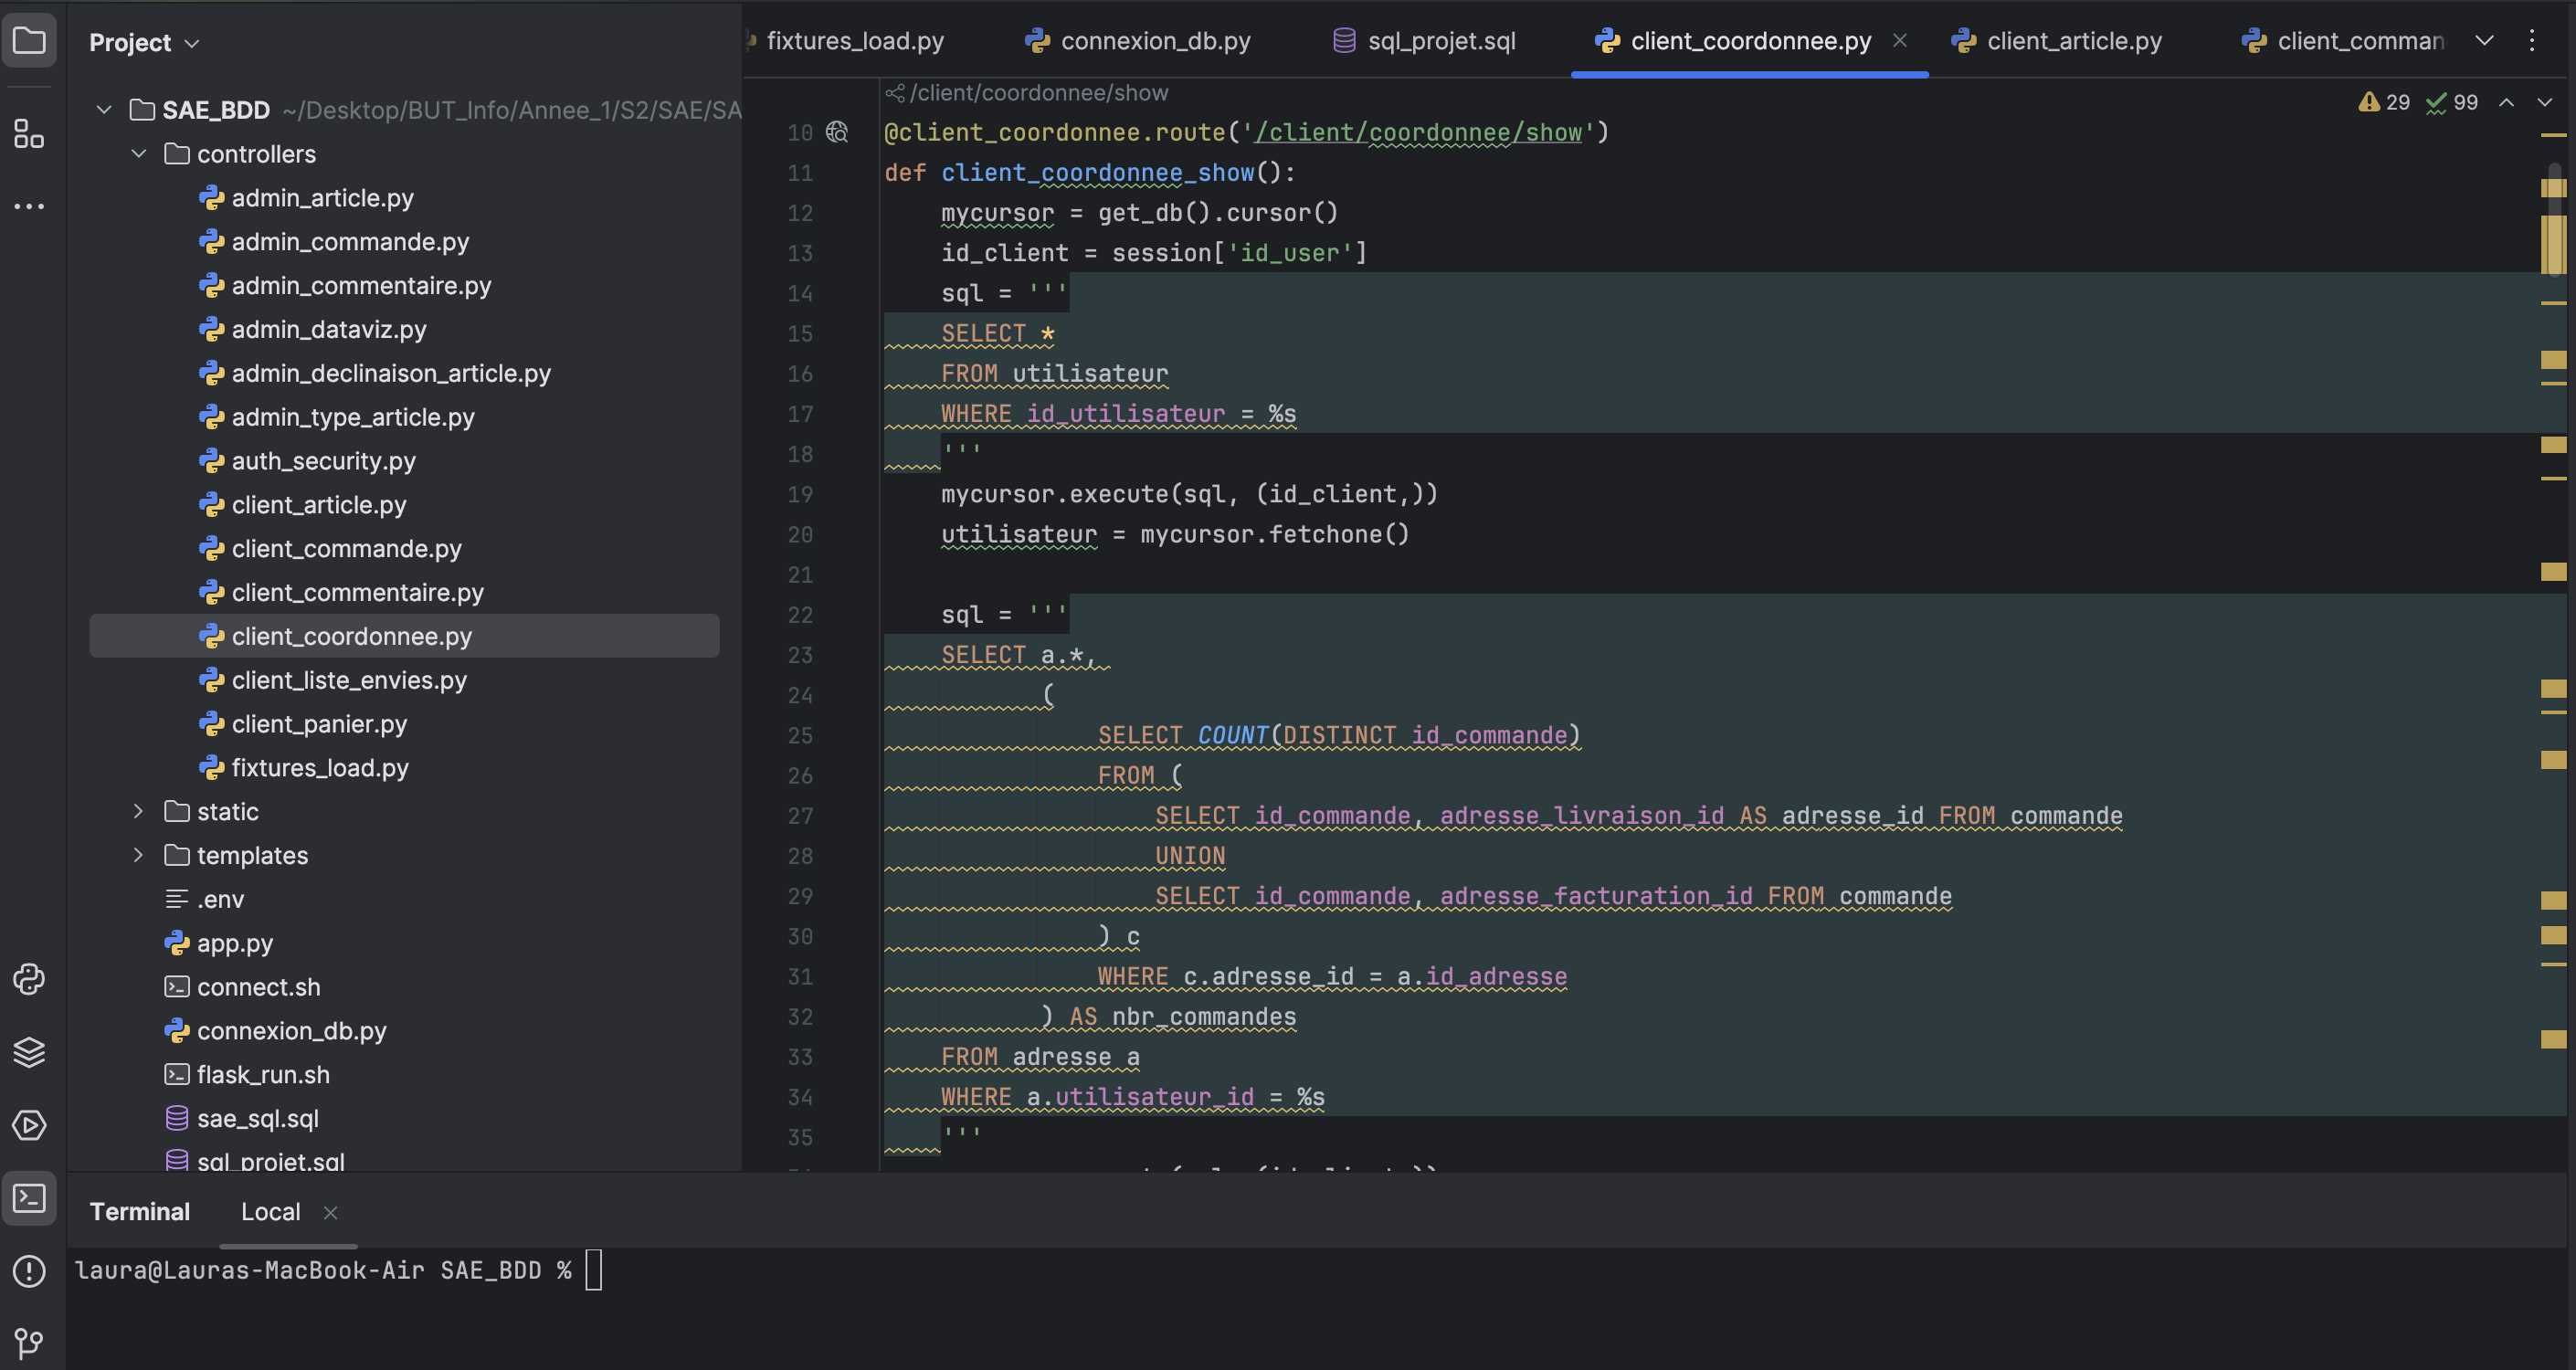 Project
fixtures_load.py
connexion_db.py
sql_projet.sql
client_coordonnee.py
client_article.py
client_comman
SAE_BDD ~/Desktop/BUT_Info/Annee_1/S2/SAE/SA
controllers
admin_article.py
admin_commande.py
admin_commentaire.py
admin_dataviz.py
admin_declinaison_article.py
admin_type_article.py
auth_security.py
client_article.py
client_commande.py
client_commentaire.py
client_coordonnee.py
client_liste_envies.py
client_panier.py
fixtures_load.py
static
templates
.env
app.py
connect.sh
connexion_db.py
flask_run.sh
sae_sql.sql
sql_projet.sql
/client/coordonnee/show
29 99
10 @client_coordonnee.route('/client/coordonnee/show')
11 def client_coordonnee_show():
12     mycursor = get_db().cursor()
13     id_client = session['id_user']
14     sql = '''
15     SELECT *
16     FROM utilisateur
17     WHERE id_utilisateur = %s
18     '''
19     mycursor.execute(sql, (id_client,))
20     utilisateur = mycursor.fetchone()
21
22     sql = '''
23     SELECT a.*,
24            (
25                SELECT COUNT(DISTINCT id_commande)
26                FROM (
27                    SELECT id_commande, adresse_livraison_id AS adresse_id FROM commande
28                    UNION
29                    SELECT id_commande, adresse_facturation_id FROM commande
30                ) c
31                WHERE c.adresse_id = a.id_adresse
32            ) AS nbr_commandes
33     FROM adresse a
34     WHERE a.utilisateur_id = %s
35     '''
Terminal
Local
laura@Lauras-MacBook-Air SAE_BDD %